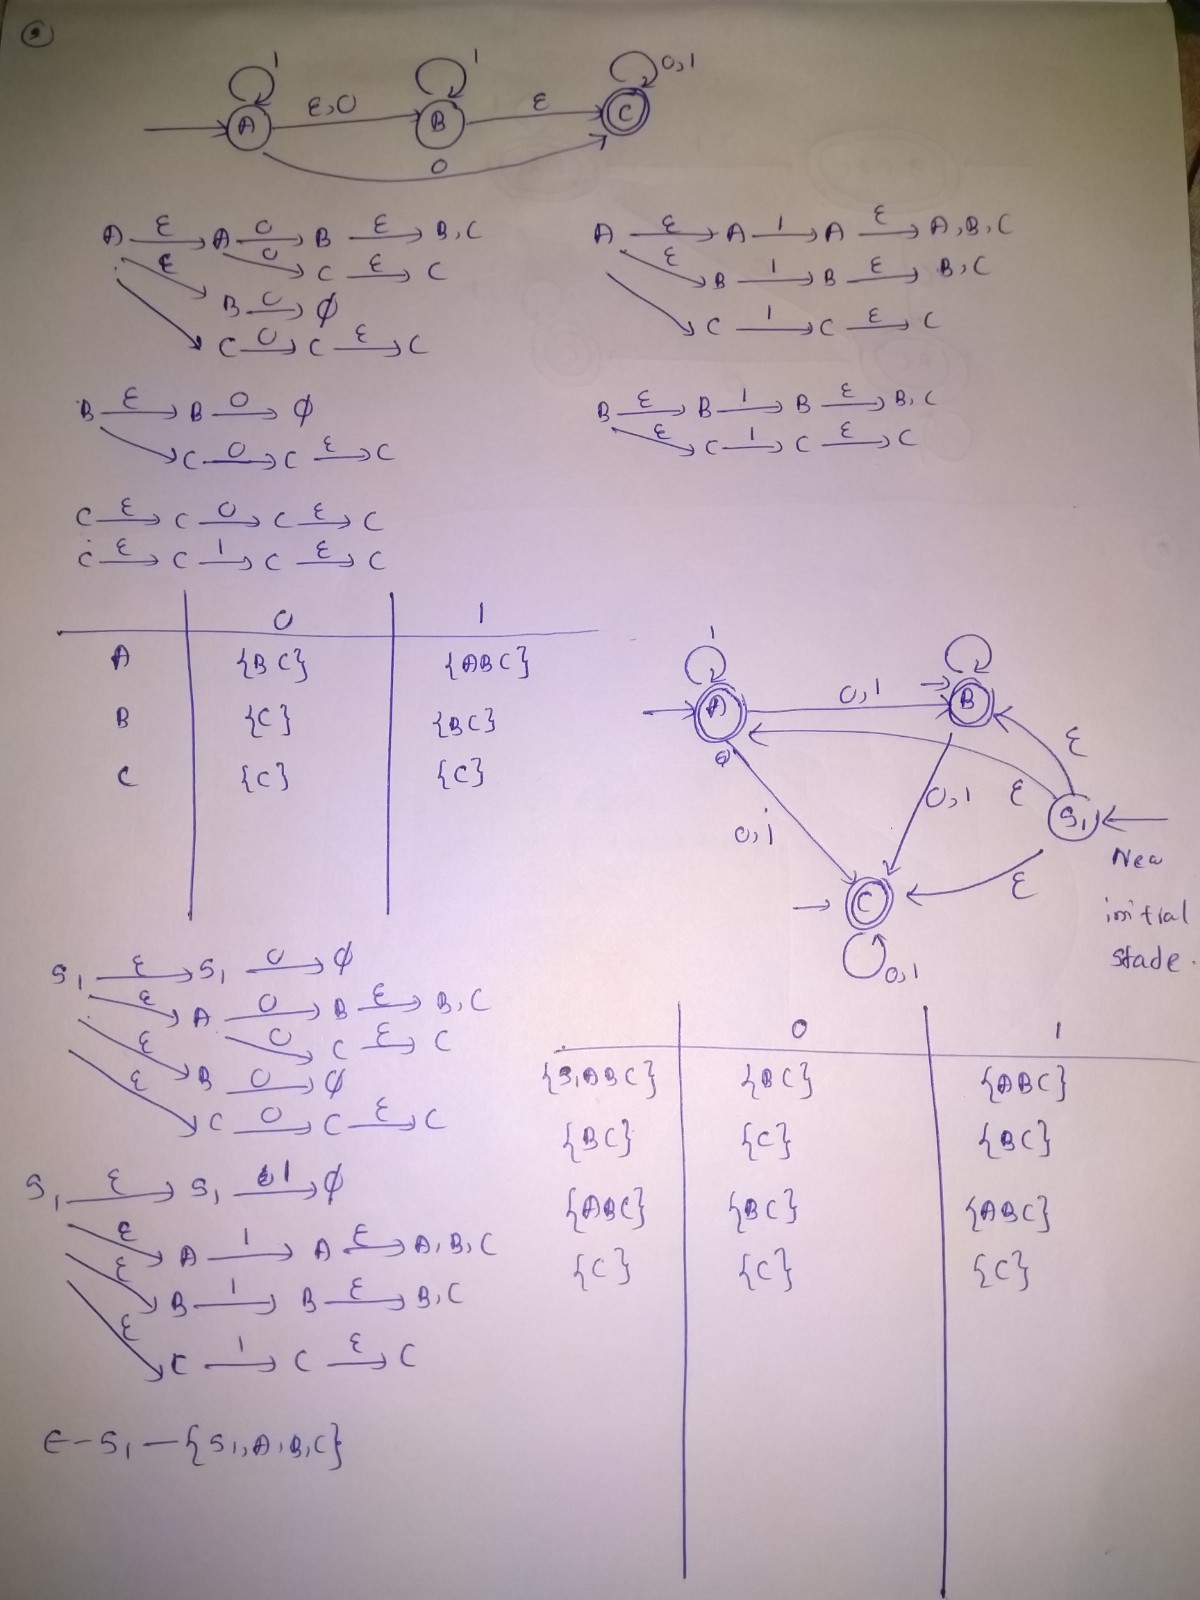 1 1 0,1
A ε,0 B ε C
0
A ε A 0 B ε B,C
0 C ε C
ε B 0 φ
C 0 C ε C
A ε A 1 A ε A,B,C
ε B 1 B ε B,C
C 1 C ε C
B ε B 0 φ
C 0 C ε C
B ε B 1 B ε B,C
ε C 1 C ε C
C ε C 0 C ε C
C ε C 1 C ε C
0 1
A {BC} {ABC}
B {C} {BC}
C {C} {C}
1
A 0,1 B
ε
0,1 0,1 ε S1
C ε
0,1
New
initial
stade.
S1 ε S1 0 φ
ε A 0 B ε B,C
0 C ε C
ε B 0 φ
ε C 0 C ε C
S1 ε S1 1 φ
ε A 1 A ε A,B,C
ε B 1 B ε B,C
ε C 1 C ε C
ε-S1-{S1,A,B,C}
0 1
{S1ABC} {BC} {ABC}
{BC} {C} {BC}
{ABC} {BC} {ABC}
{C} {C} {C}